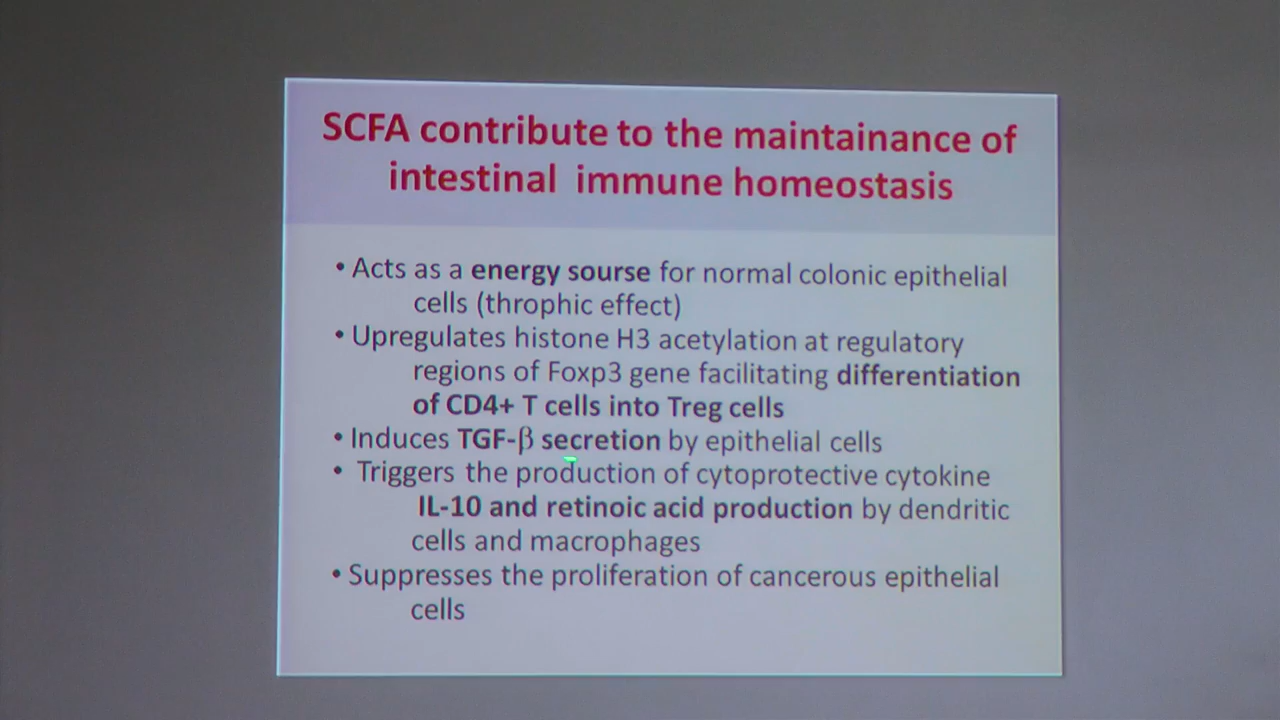 SCFA contribute to the maintainance of
intestinal immune homeostasis
• Acts as a energy sourse for normal colonic epithelial
cells (throphic effect)
• Upregulates histone H3 acetylation at regulatory
regions of Foxp3 gene facilitating differentiation
of CD4+ T cells into Treg cells
• Induces TGF-β secretion by epithelial cells
• Triggers the production of cytoprotective cytokine
IL-10 and retinoic acid production by dendritic
cells and macrophages
• Suppresses the proliferation of cancerous epithelial
cells